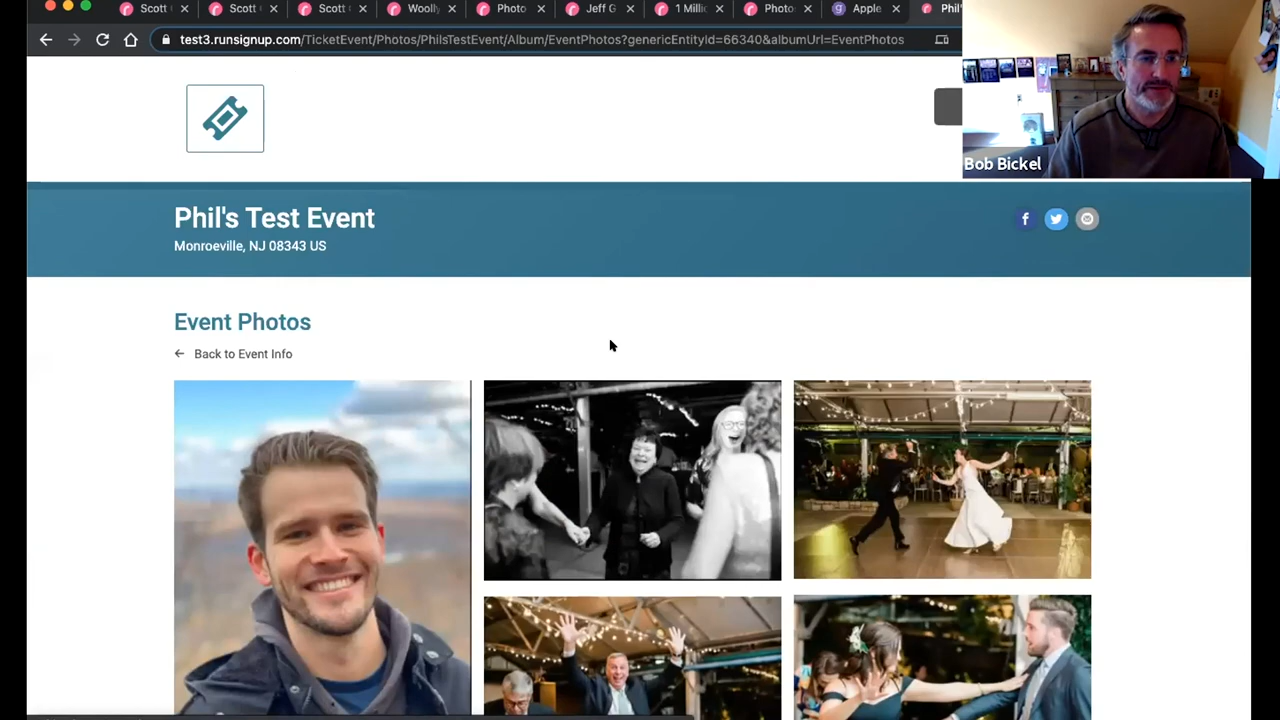 Scott
Scott
Scott
Woolly
Photo
Jeff G
1 Millio
Photo
Apple
Phil'
test3.runsignup.com/TicketEvent/Photos/PhilsTestEvent/Album/EventPhotos?genericEntityId=66340&albumUrl=EventPhotos
Bob Bickel
Phil's Test Event
Monroeville, NJ 08343 US
Event Photos
← Back to Event Info